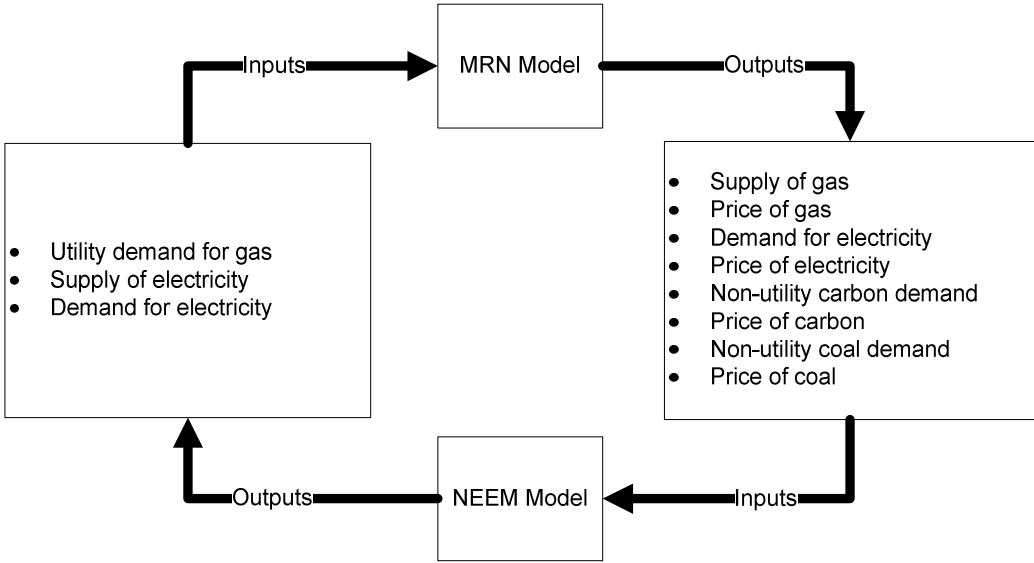 Inputs
MRN Model
Outputs
• Utility demand for gas
• Supply of electricity
• Demand for electricity
• Supply of gas
• Price of gas
• Demand for electricity
• Price of electricity
• Non-utility carbon demand
• Price of carbon
• Non-utility coal demand
• Price of coal
Outputs
NEEM Model
Inputs